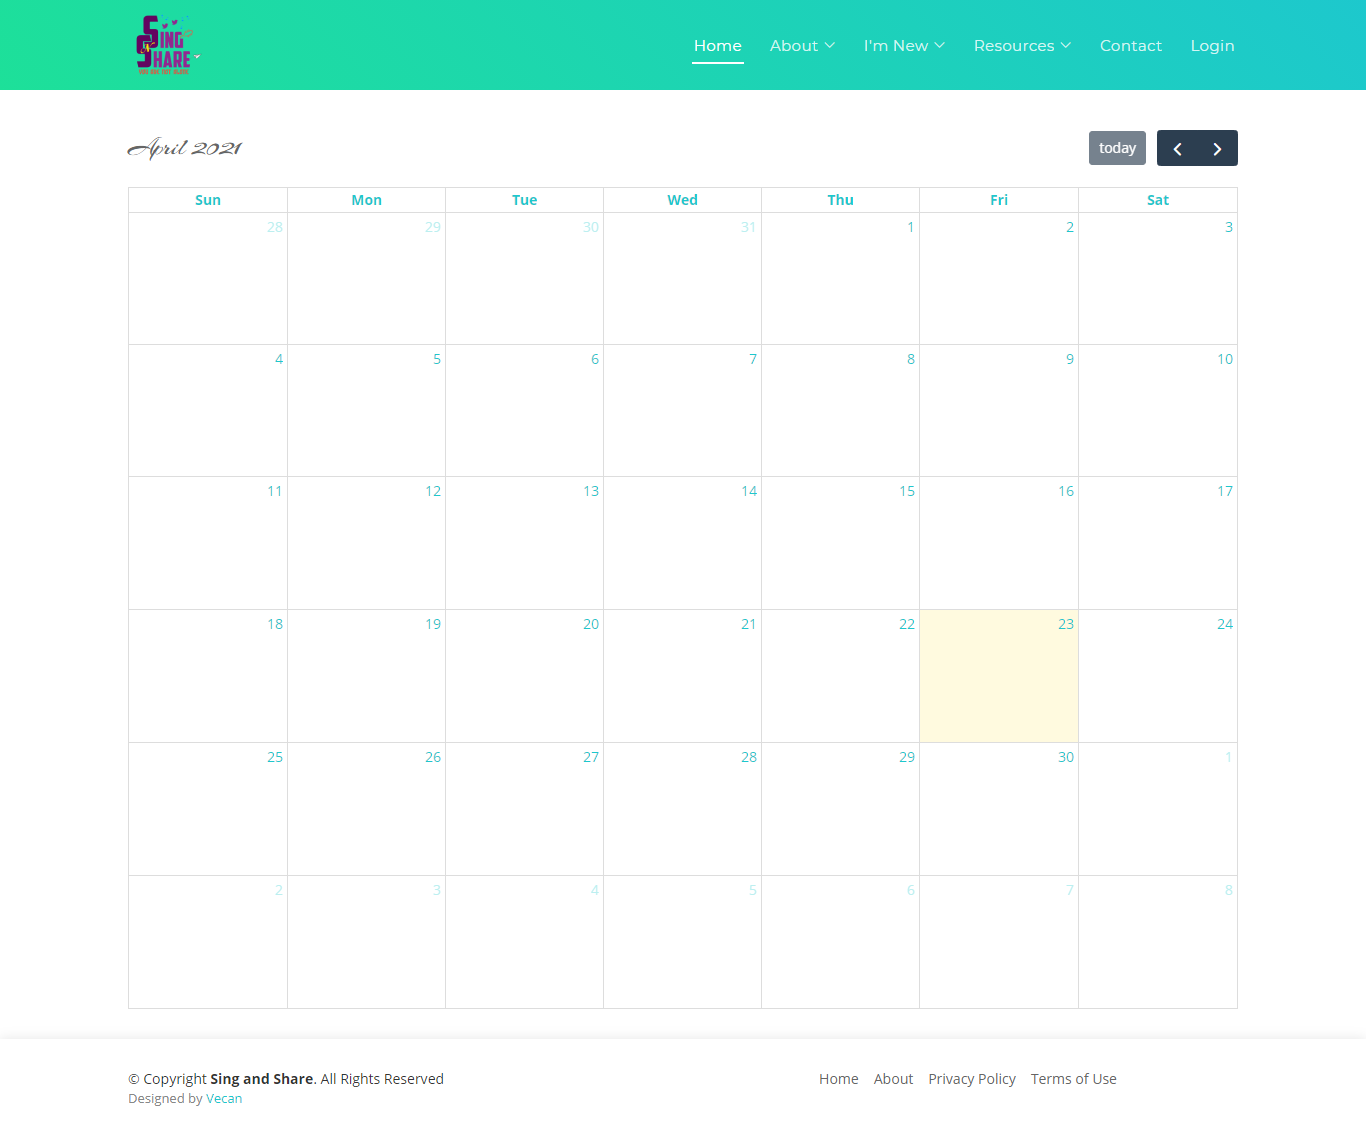 SING
SHARE
Home About I'm New Resources Contact Login
April 2021
today
Sun Mon Tue Wed Thu Fri Sat
28 29 30 31 1 2 3
4 5 6 7 8 9 10
11 12 13 14 15 16 17
18 19 20 21 22 23 24
25 26 27 28 29 30 1
2 3 4 5 6 7 8
© Copyright Sing and Share. All Rights Reserved
Designed by Vecan
Home About Privacy Policy Terms of Use